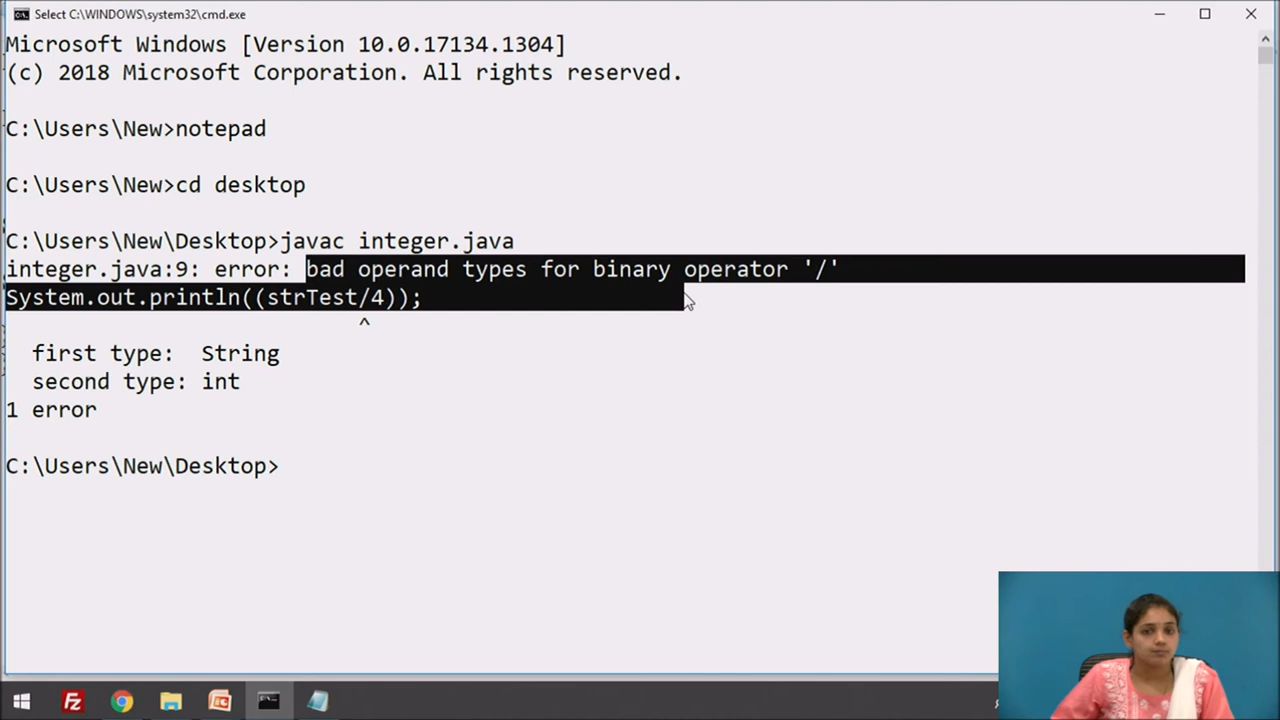 Select C:\WINDOWS\system32\cmd.exe
Microsoft Windows [Version 10.0.17134.1304]
(c) 2018 Microsoft Corporation. All rights reserved.
C:\Users\New>notepad
C:\Users\New>cd desktop
C:\Users\New\Desktop>javac integer.java
integer.java:9: error: bad operand types for binary operator '/'
System.out.println((strTest/4));
^
first type:  String
second type: int
1 error
C:\Users\New\Desktop>